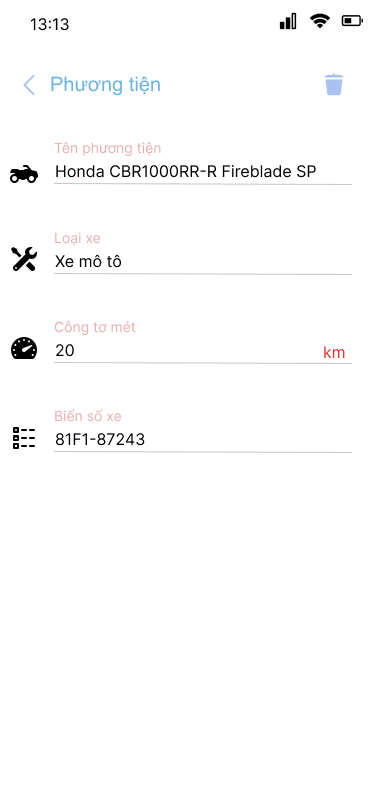 13:13
Phương tiện
Tên phương tiện
Honda CBR1000RR-R Fireblade SP
Loại xe
Xe mô tô
Công tơ mét
20 km
Biển số xe
81F1-87243